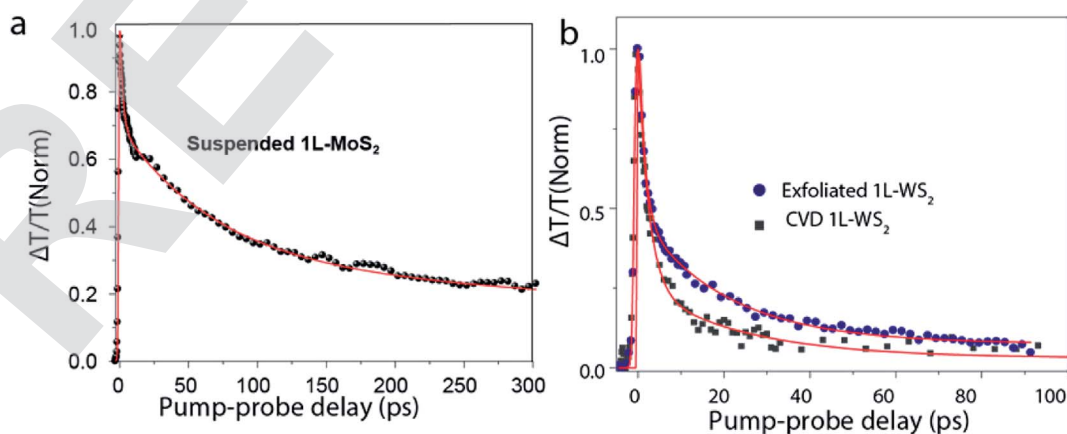 a
1.0
0.8
0.6
0.4
0.2
0.0
ΔT/T(Norm)
Suspended 1L-MoS₂
0 50 100 150 200 250 300
Pump-probe delay (ps)
b
1.0
0.5
0.0
ΔT/T(Norm)
Exfoliated 1L-WS₂
CVD 1L-WS₂
0 20 40 60 80 100
Pump-probe delay (ps)